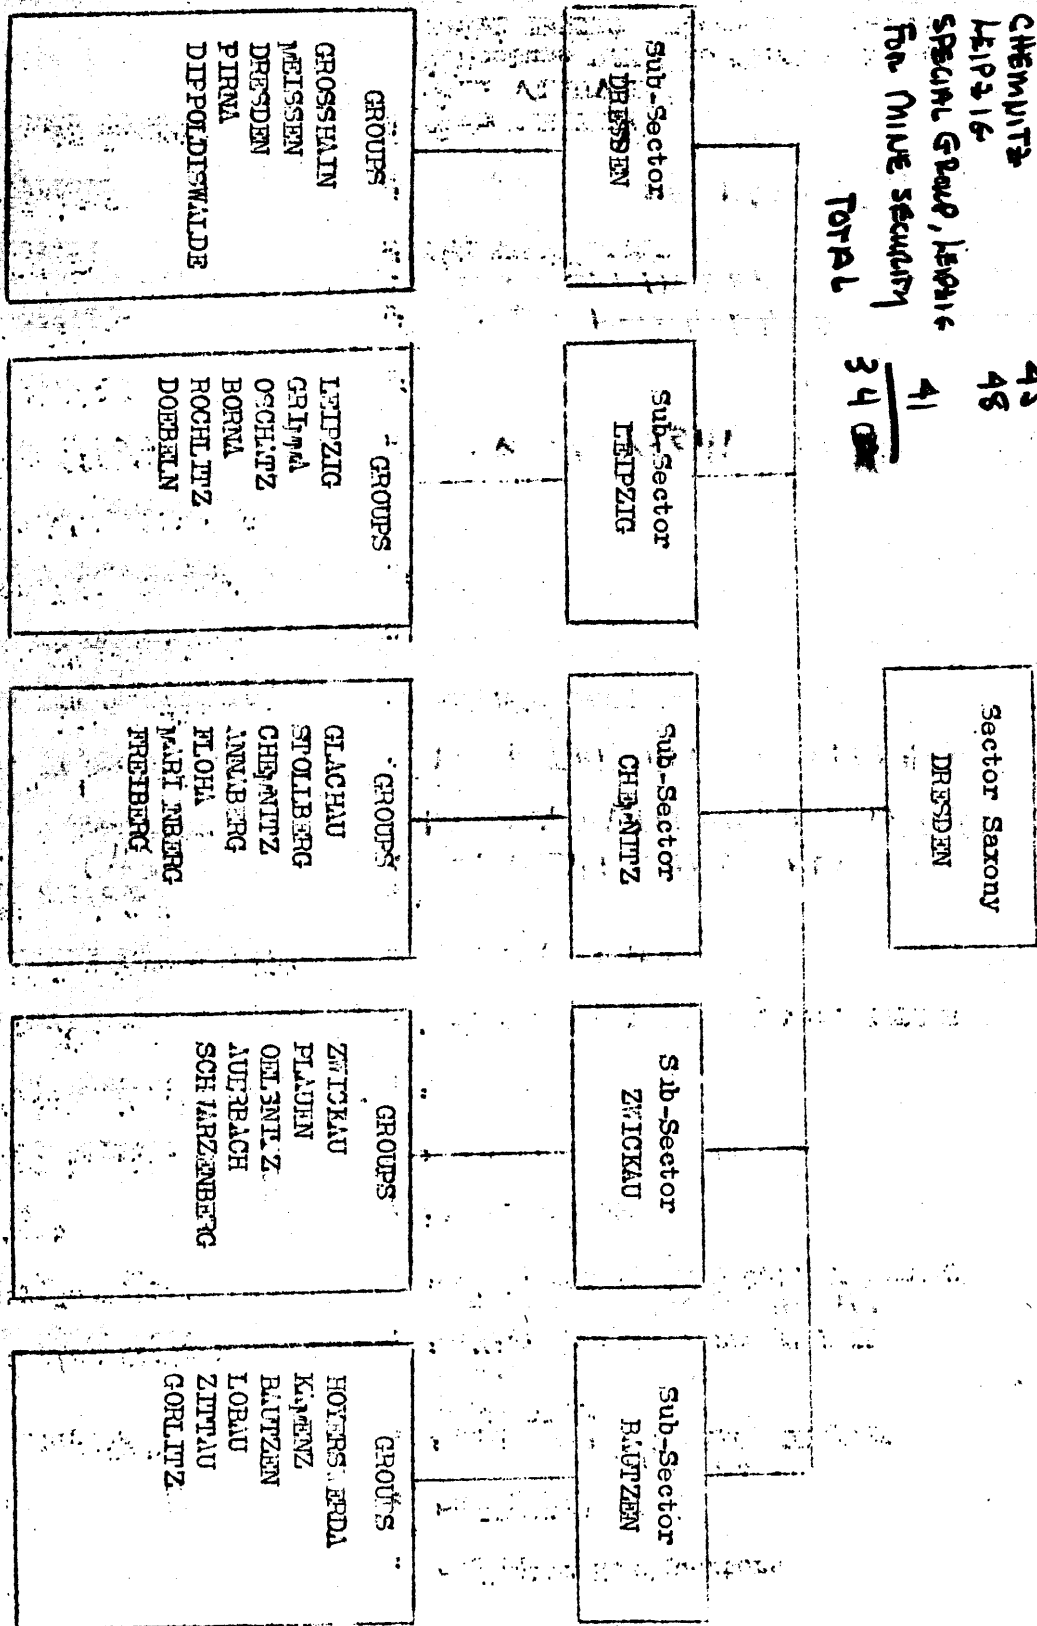 CHEMNITZ
LEIPZIG 48
SPECIAL GROUP, LEIPZIG
FOR MINE SECURITY 41
TOTAL 34
Sector Saxony
DRESDEN
Sub-Sector
DRESDEN
Sub-Sector
LEIPZIG
Sub-Sector
CHEMNITZ
Sub-Sector
ZWICKAU
Sub-Sector
BAUTZEN
GROUPS
GROSSHAIN
MEISSEN
DRESDEN
PIRNA
DIPPOLDISWALDE
GROUPS
LEIPZIG
GRIMMA
OSCHATZ
BORNA
ROCHLITZ
DOEBELN
GROUPS
GLACHAU
STOLLBERG
CHEMNITZ
ANNABERG
FLOHA
MARIENBERG
FREIBERG
GROUPS
ZWICKAU
PLAUEN
OELSNITZ
AUERBACH
SCHWARZENBERG
GROUPS
HOYERSWERDA
KAMENZ
BAUTZEN
LOBAU
ZITTAU
GORLITZ